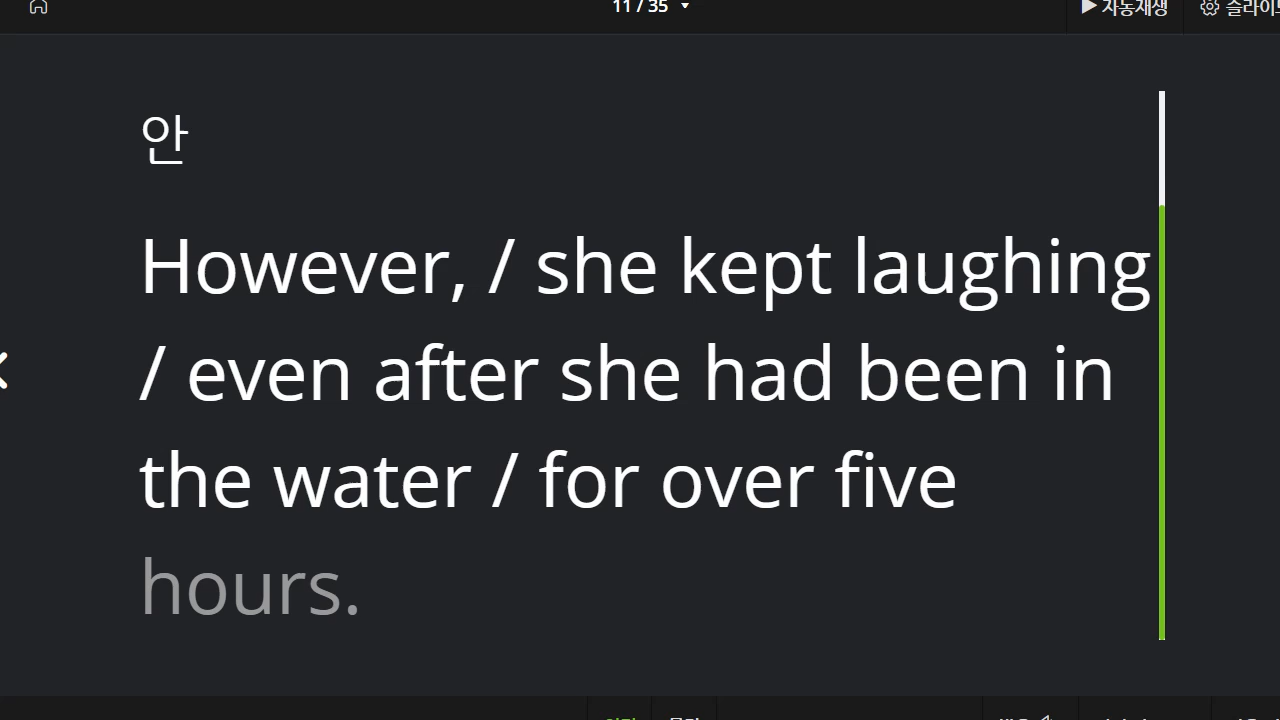 11 / 35
자동재생
안
However, / she kept laughing
/ even after she had been in
the water / for over five
hours.